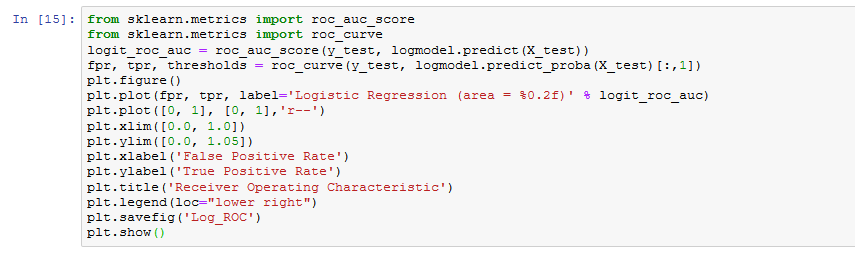 In [15]: from sklearn.metrics import roc_auc_score
from sklearn.metrics import roc_curve
logit_roc_auc = roc_auc_score(y_test, logmodel.predict(X_test))
fpr, tpr, thresholds = roc_curve(y_test, logmodel.predict_proba(X_test)[:,1])
plt.figure()
plt.plot(fpr, tpr, label='Logistic Regression (area = %0.2f)' % logit_roc_auc)
plt.plot([0, 1], [0, 1],'r--')
plt.xlim([0.0, 1.0])
plt.ylim([0.0, 1.05])
plt.xlabel('False Positive Rate')
plt.ylabel('True Positive Rate')
plt.title('Receiver Operating Characteristic')
plt.legend(loc="lower right")
plt.savefig('Log_ROC')
plt.show()